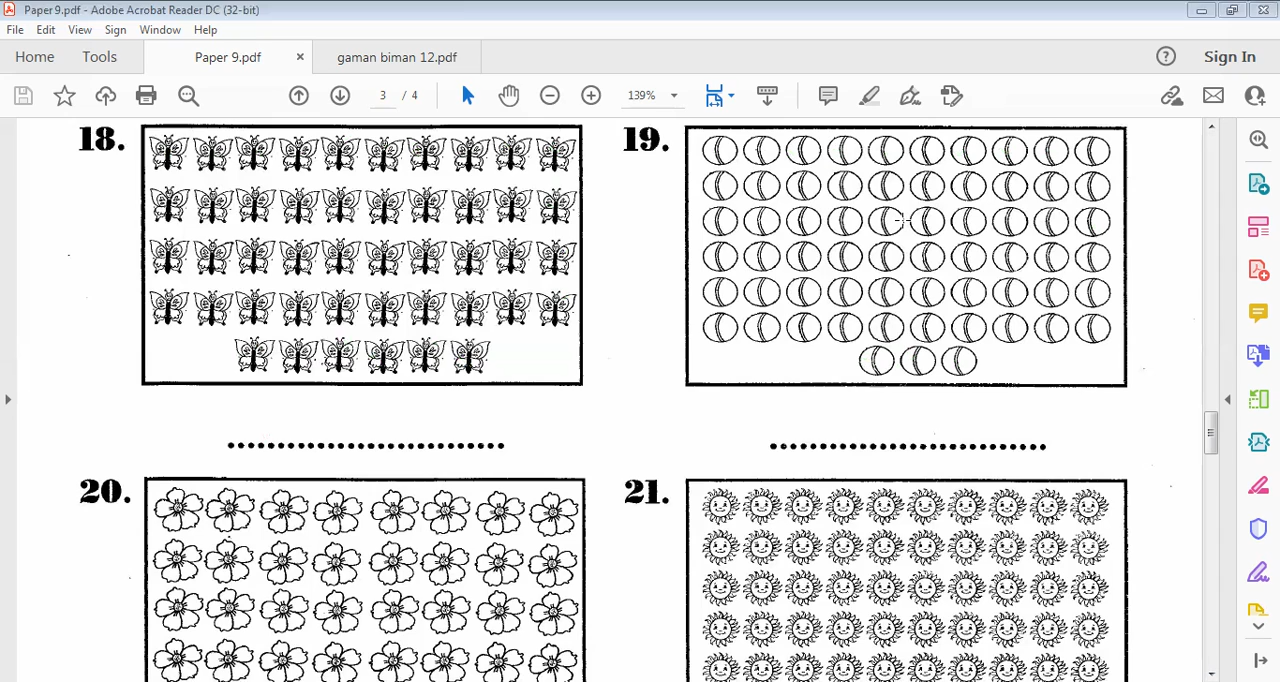 Paper 9.pdf - Adobe Acrobat Reader DC (32-bit)
File Edit View Sign Window Help
Home Tools Paper 9.pdf × gaman biman 12.pdf ? Sign In
3 / 4 139%
18. 19.
20. 21.